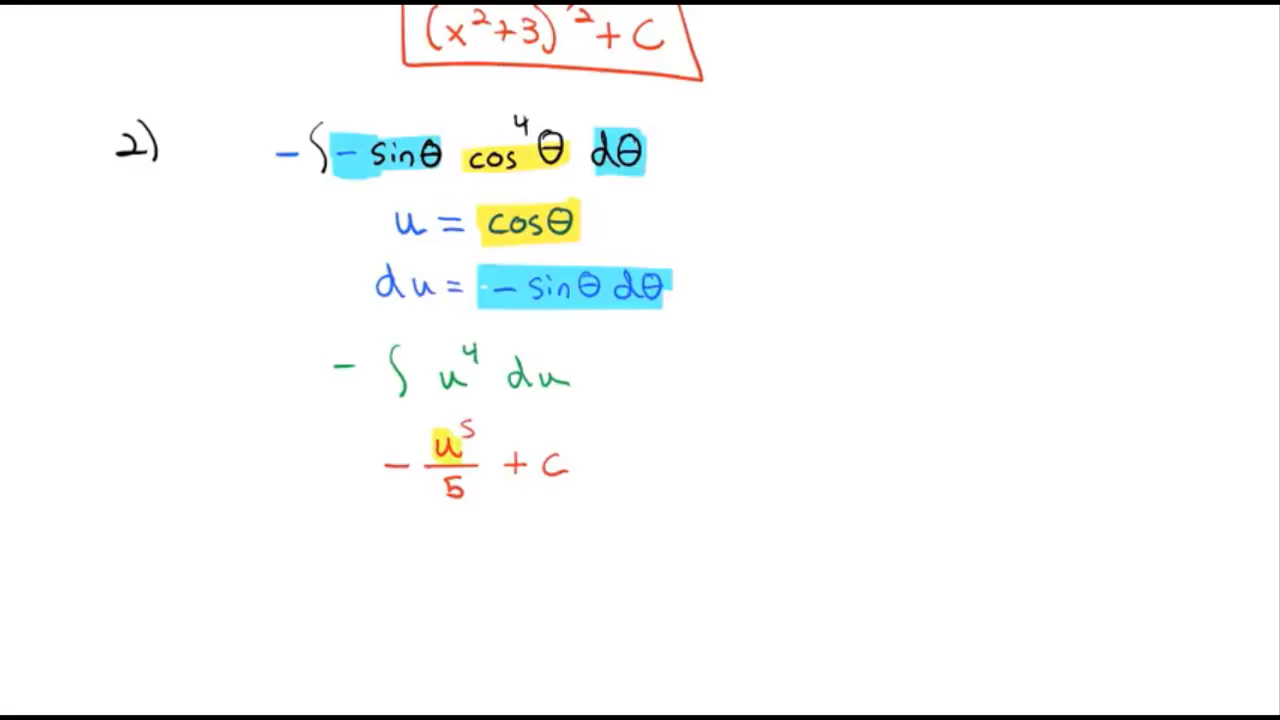 (x²+3)^'² + C
2) - ∫ - sinθ cos⁴θ dθ
u = cosθ
du = - sinθ dθ
- ∫ u⁴ du
- u⁵/5 + c